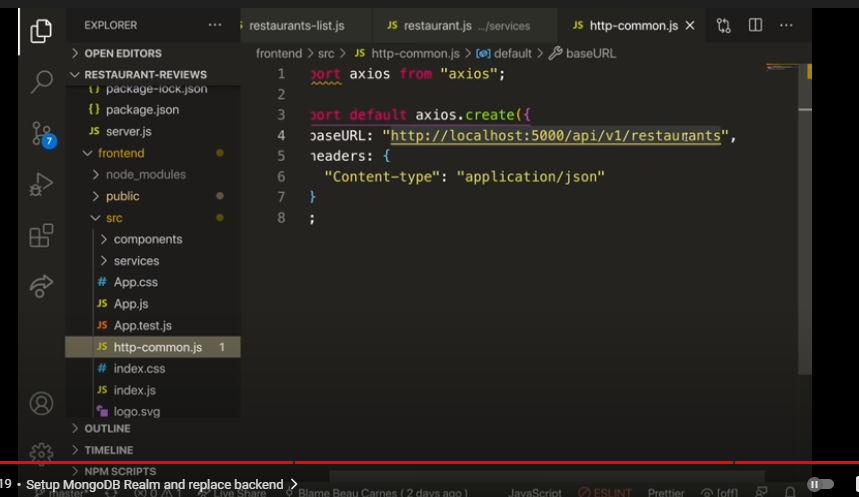 EXPLORER
OPEN EDITORS
RESTAURANT-REVIEWS
{} package-lock.json
{} package.json
JS server.js
frontend
node_modules
public
src
components
services
# App.css
JS App.js
JS App.test.js
JS http-common.js 1
# index.css
JS index.js
logo.svg
OUTLINE
TIMELINE
NPM SCRIPTS
7
restaurants-list.js
JS restaurant.js .../services
JS http-common.js
frontend > src > JS http-common.js > default > baseURL
1 port axios from "axios";
2
3 port default axios.create({
4 baseURL: "http://localhost:5000/api/v1/restaurants",
5 headers: {
6 "Content-type": "application/json"
7 }
8 ;
19 • Setup MongoDB Realm and replace backend >
master* 0 1 Live Share Blame Beau Carnes ( 2 days ago ) JavaScript ESLINT Prettier [off]